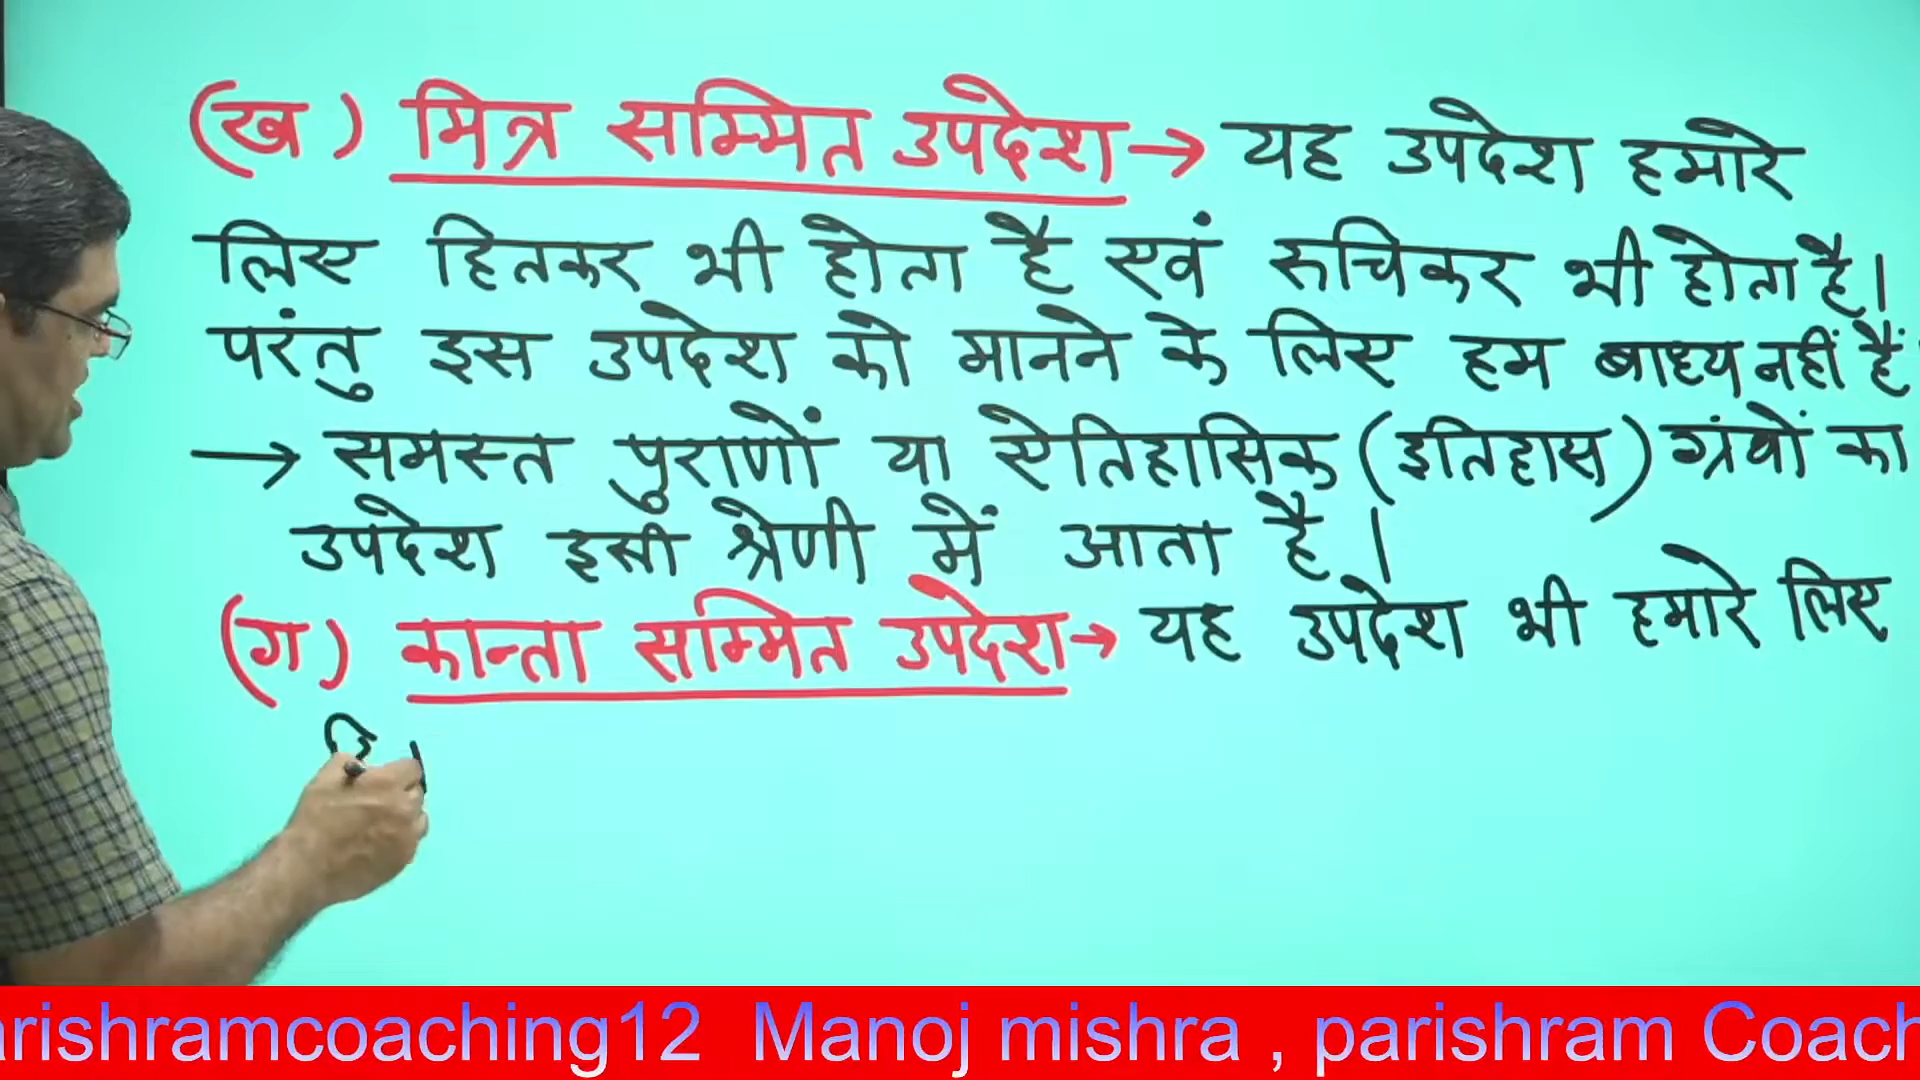 (ख) मित्र सम्मित उपदेश → यह उपदेश हमारे
लिए हितकर भी होता है एवं रूचिकर भी होता है।
परंतु इस उपदेश को मानने के लिए हम बाध्य नहीं हैं
→ समस्त पुराणों या ऐतिहासिक (इतिहास) ग्रंथों का
उपदेश इसी श्रेणी में आता है।
(ग) कान्ता सम्मित उपदेश → यह उपदेश भी हमारे लिए
arishramcoaching12 Manoj mishra , parishram Coach